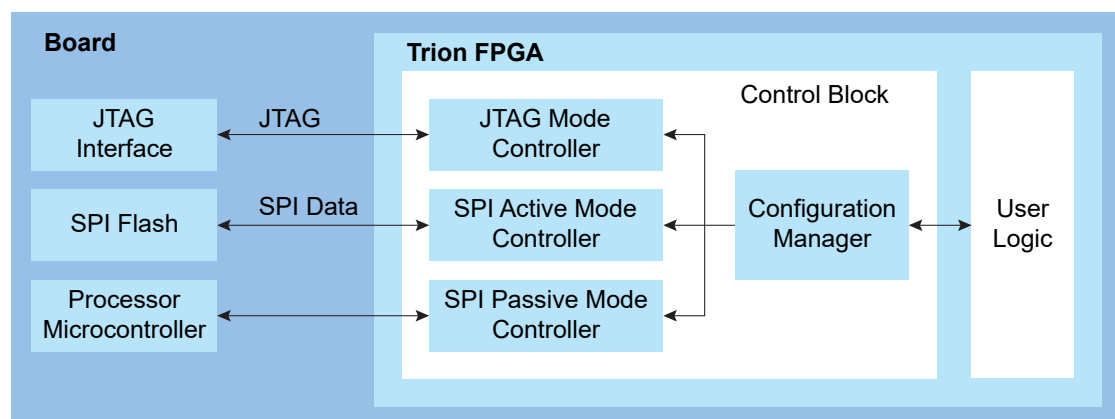 Board
Trion FPGA
Control Block
JTAG
Interface
JTAG
JTAG Mode
Controller
SPI Flash
SPI Data
SPI Active Mode
Controller
Configuration
Manager
User
Logic
Processor
Microcontroller
SPI Passive Mode
Controller